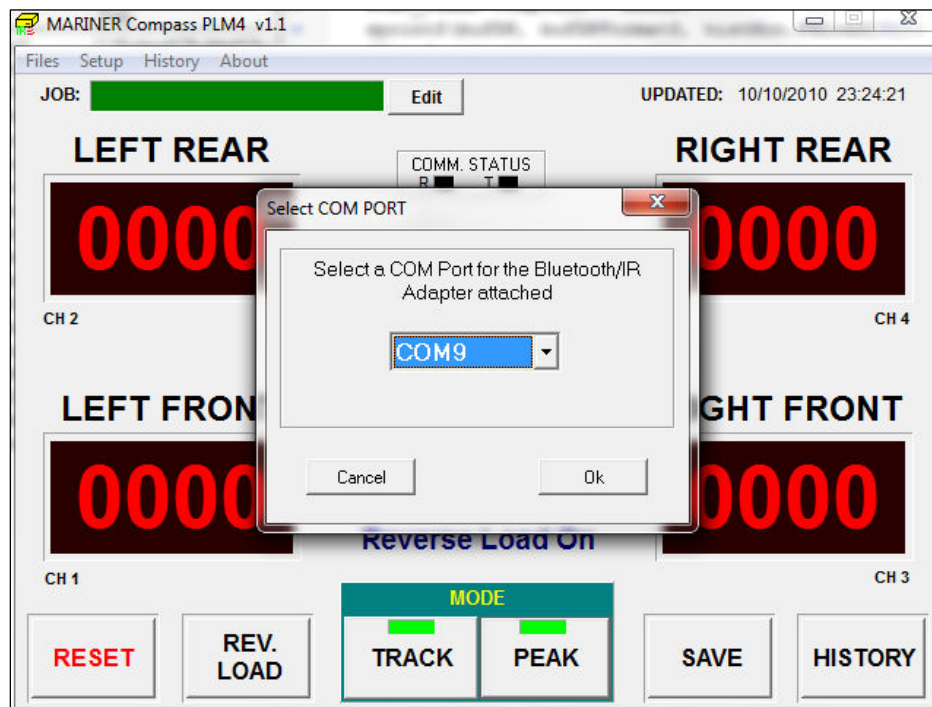 MARINER Compass PLM4 v1.1
Files Setup History About
JOB:
Edit
UPDATED: 10/10/2010 23:24:21
LEFT REAR
RIGHT REAR
COMM. STATUS
R T
0000
0000
CH 2
CH 4
Select COM PORT
Select a COM Port for the Bluetooth/IR
Adapter attached
COM9
Cancel
Ok
LEFT FRON
GHT FRONT
0000
0000
Reverse Load On
CH 1
CH 3
MODE
RESET
REV.
LOAD
TRACK
PEAK
SAVE
HISTORY